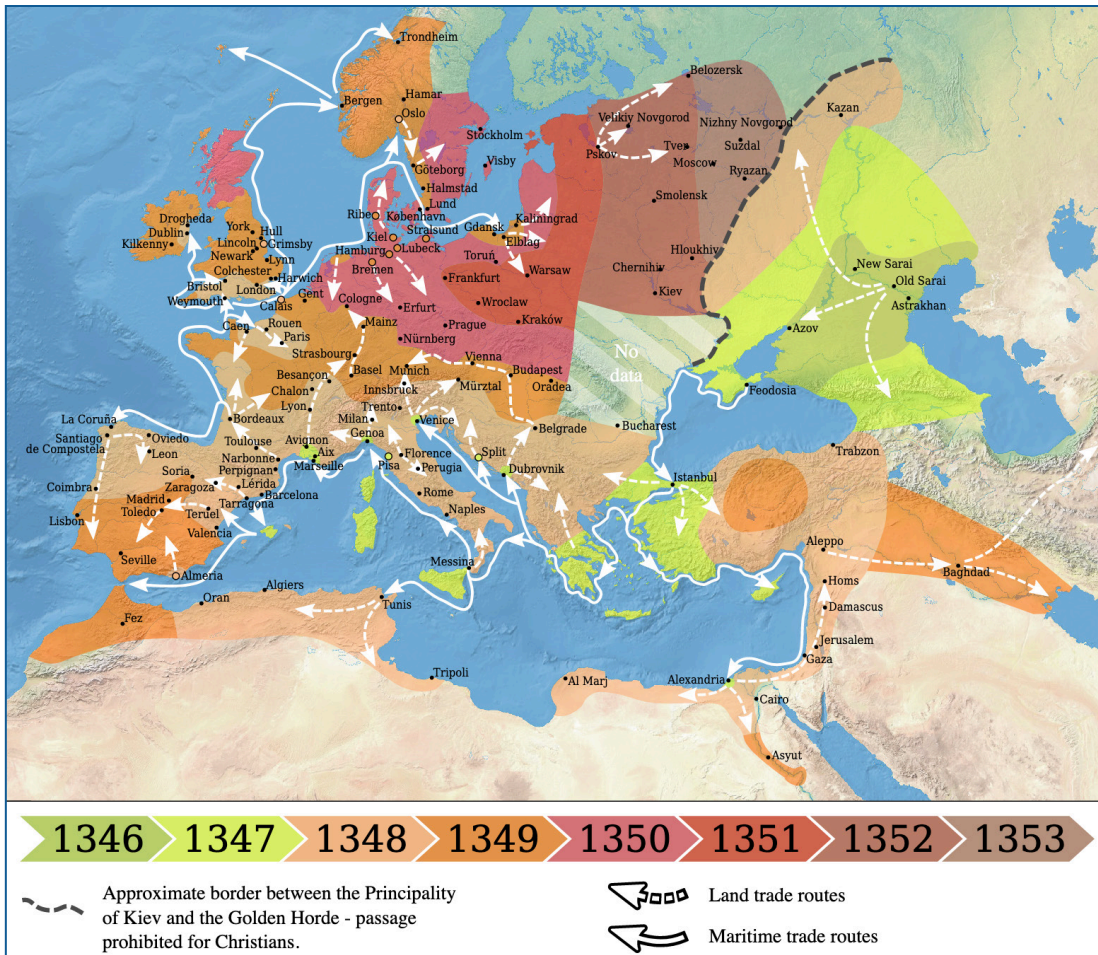 Trondheim
Belozersk
Bergen
Hamar
Oslo
Kazan
Velikiy Novgorod
Nizhny Novgorod
Stockholm
Pskov
Tver
Suzdal
Moscow
Ryazan
Göteborg
Visby
Halmstad
Smolensk
Drogheda
Dublin
Kilkenny
York
Hull
Lincoln
Grimsby
Newark
Lynn
Colchester
Harwich
Bristol
London
Weymouth
Calais
Gent
Ribe
København
Lund
Kiel
Stralsund
Hamburg
Lubeck
Bremen
Gdansk
Kaliningrad
Elblag
Toruń
Warsaw
Hloukhiv
Chernihiv
Kiev
New Sarai
Old Sarai
Astrakhan
Azov
Frankfurt
Cologne
Erfurt
Wroclaw
Caen
Rouen
Paris
Mainz
Prague
Kraków
Nürnberg
Strasbourg
Vienna
No
data
Besançon
Basel
Munich
Budapest
Chalon
Innsbruck
Mürztal
Oradea
Feodosia
Lyon
La Coruña
Bordeaux
Milan
Trento
Venice
Belgrade
Bucharest
Santiago
de Compostela
Oviedo
Leon
Toulouse
Avignon
Aix
Genoa
Trabzon
Narbonne
Marseille
Pisa
Florence
Split
Soria
Perpignan
Perugia
Dubrovnik
Istanbul
Coimbra
Zaragoza
Lérida
Madrid
Barcelona
Rome
Lisbon
Toledo
Tarragona
Teruel
Naples
Valencia
Seville
Aleppo
Messina
Baghdad
Almeria
Algiers
Homs
Oran
Tunis
Fez
Damascus
Jerusalem
Gaza
Tripoli
Al Marj
Alexandria
Cairo
Asyut
1346 1347 1348 1349 1350 1351 1352 1353
Approximate border between the Principality
of Kiev and the Golden Horde - passage
prohibited for Christians.
Land trade routes
Maritime trade routes